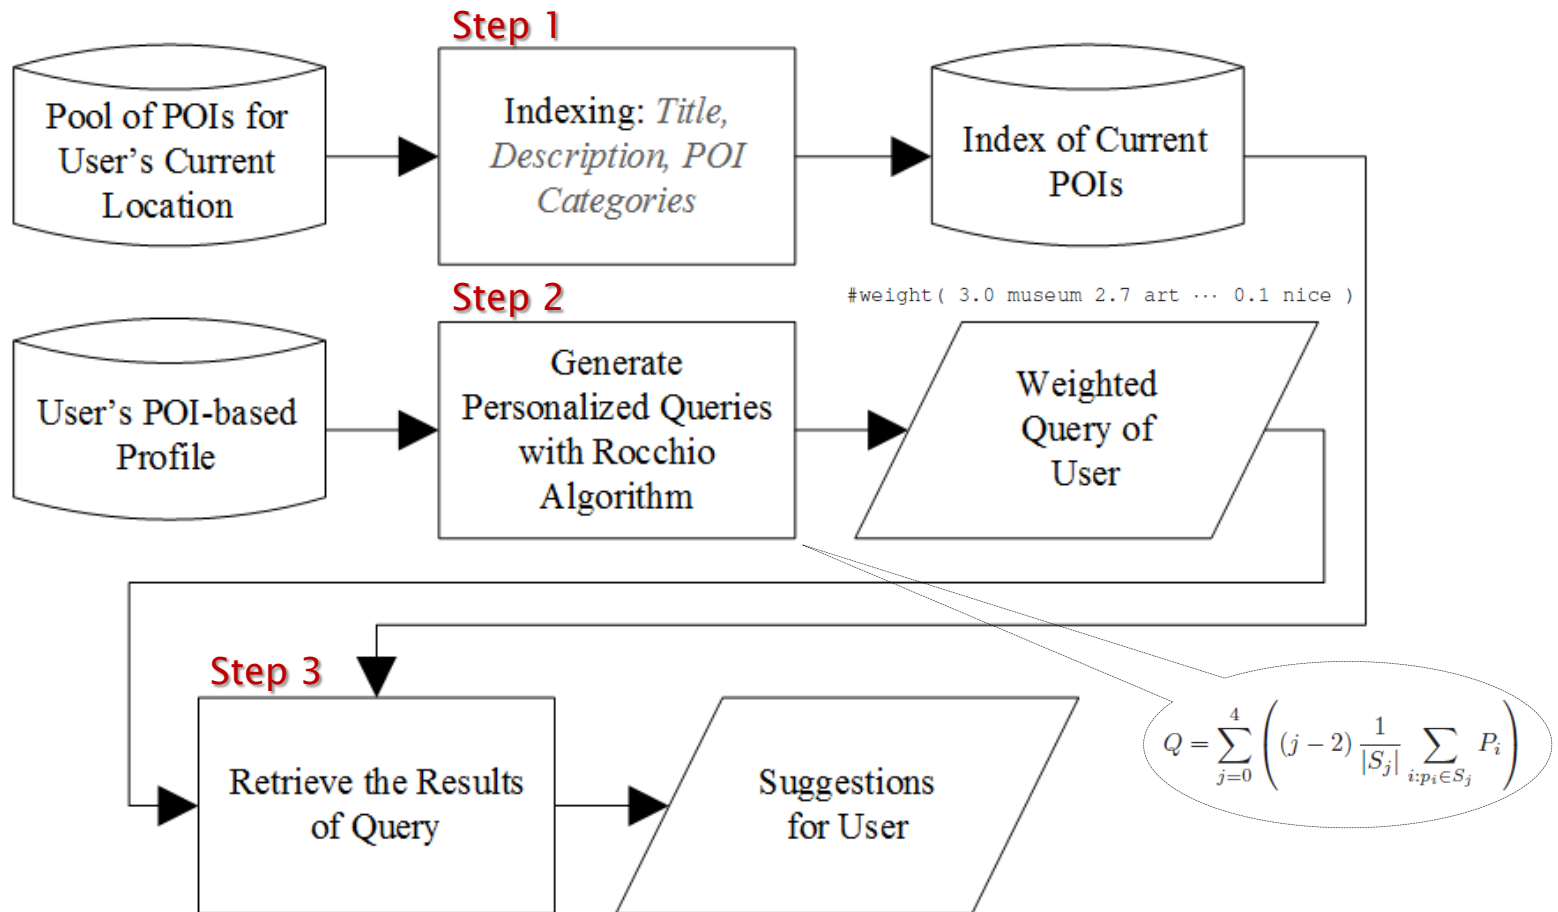 Step 1
Pool of POIs for
User's Current
Location
Indexing: Title,
Description, POI
Categories
Index of Current
POIs
Step 2
#weight( 3.0 museum 2.7 art ··· 0.1 nice )
User's POI-based
Profile
Generate
Personalized Queries
with Rocchio
Algorithm
Weighted
Query of
User
Step 3
Retrieve the Results
of Query
Suggestions
for User
Q = \sum_{j=0}^{4} \left( (j - 2) \frac{1}{|S_j|} \sum_{i:p_i \in S_j} P_i \right)